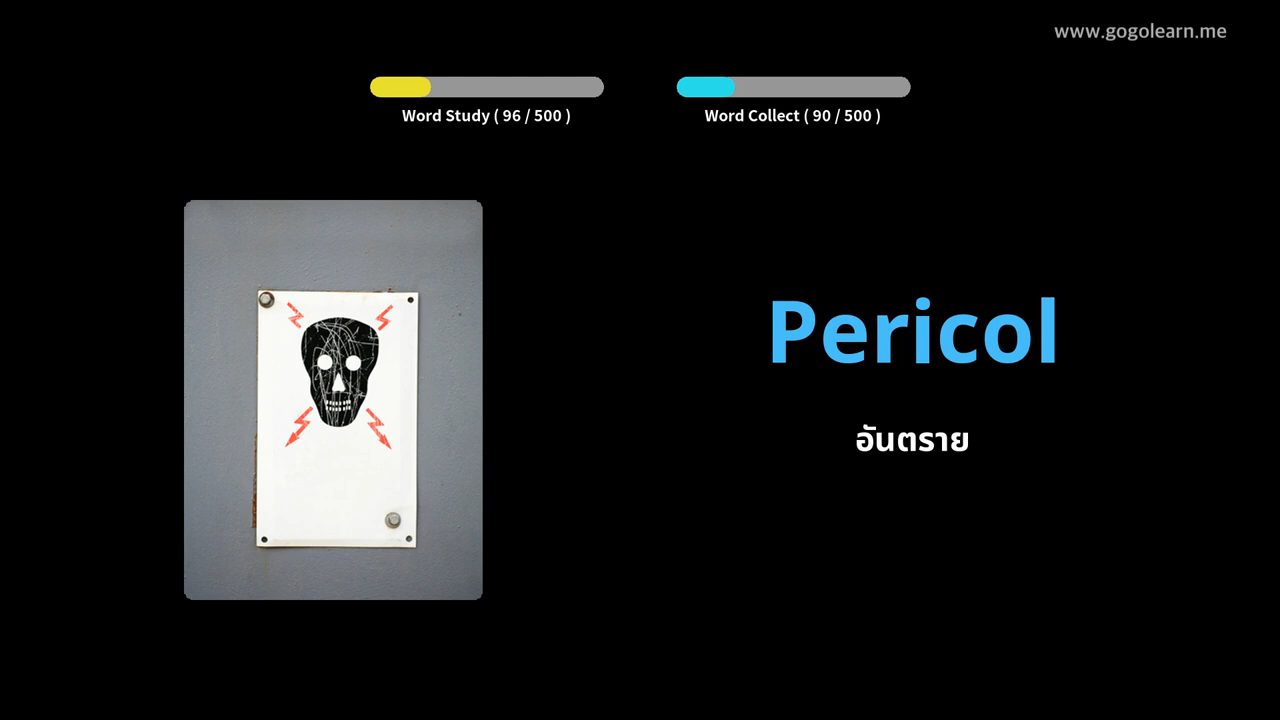 www.gogolearn.me
Word Study ( 96 / 500 )
Word Collect ( 90 / 500 )
Pericol
อันตราย